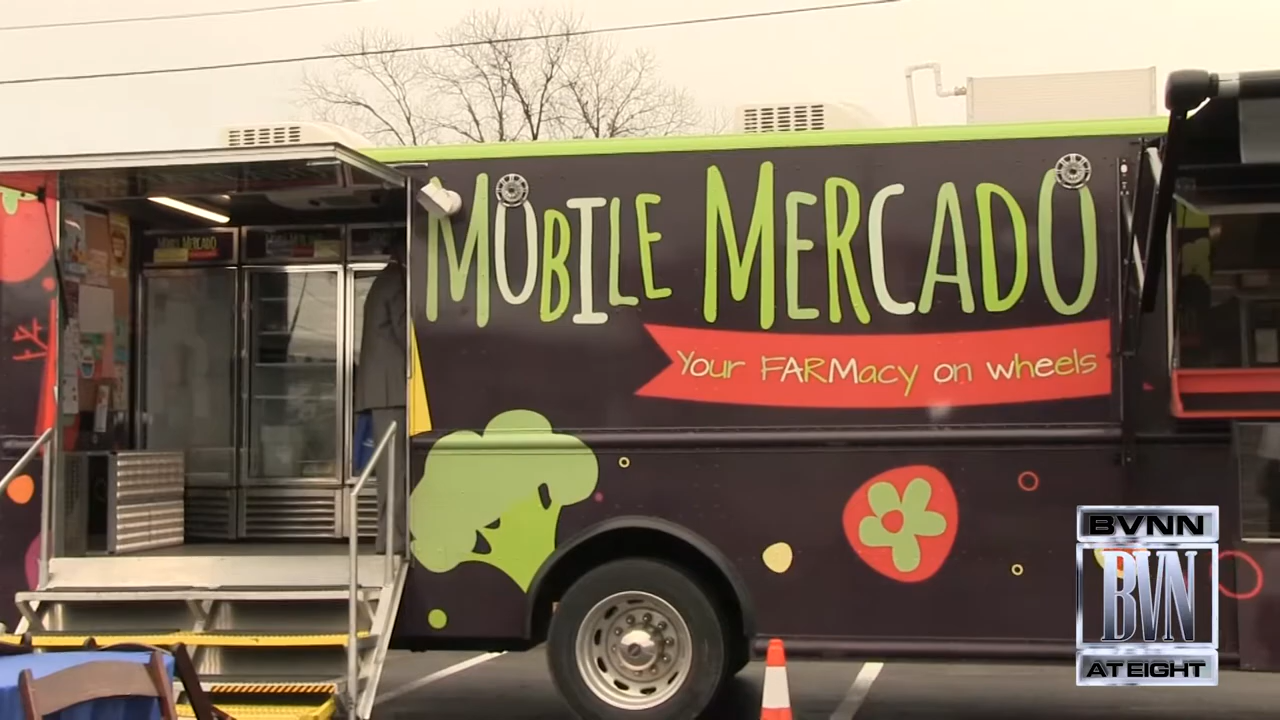 MOBILE MERCADO
MOBILE MERCADO
Your FARMacy on wheels
BVNN
BVN
AT EIGHT